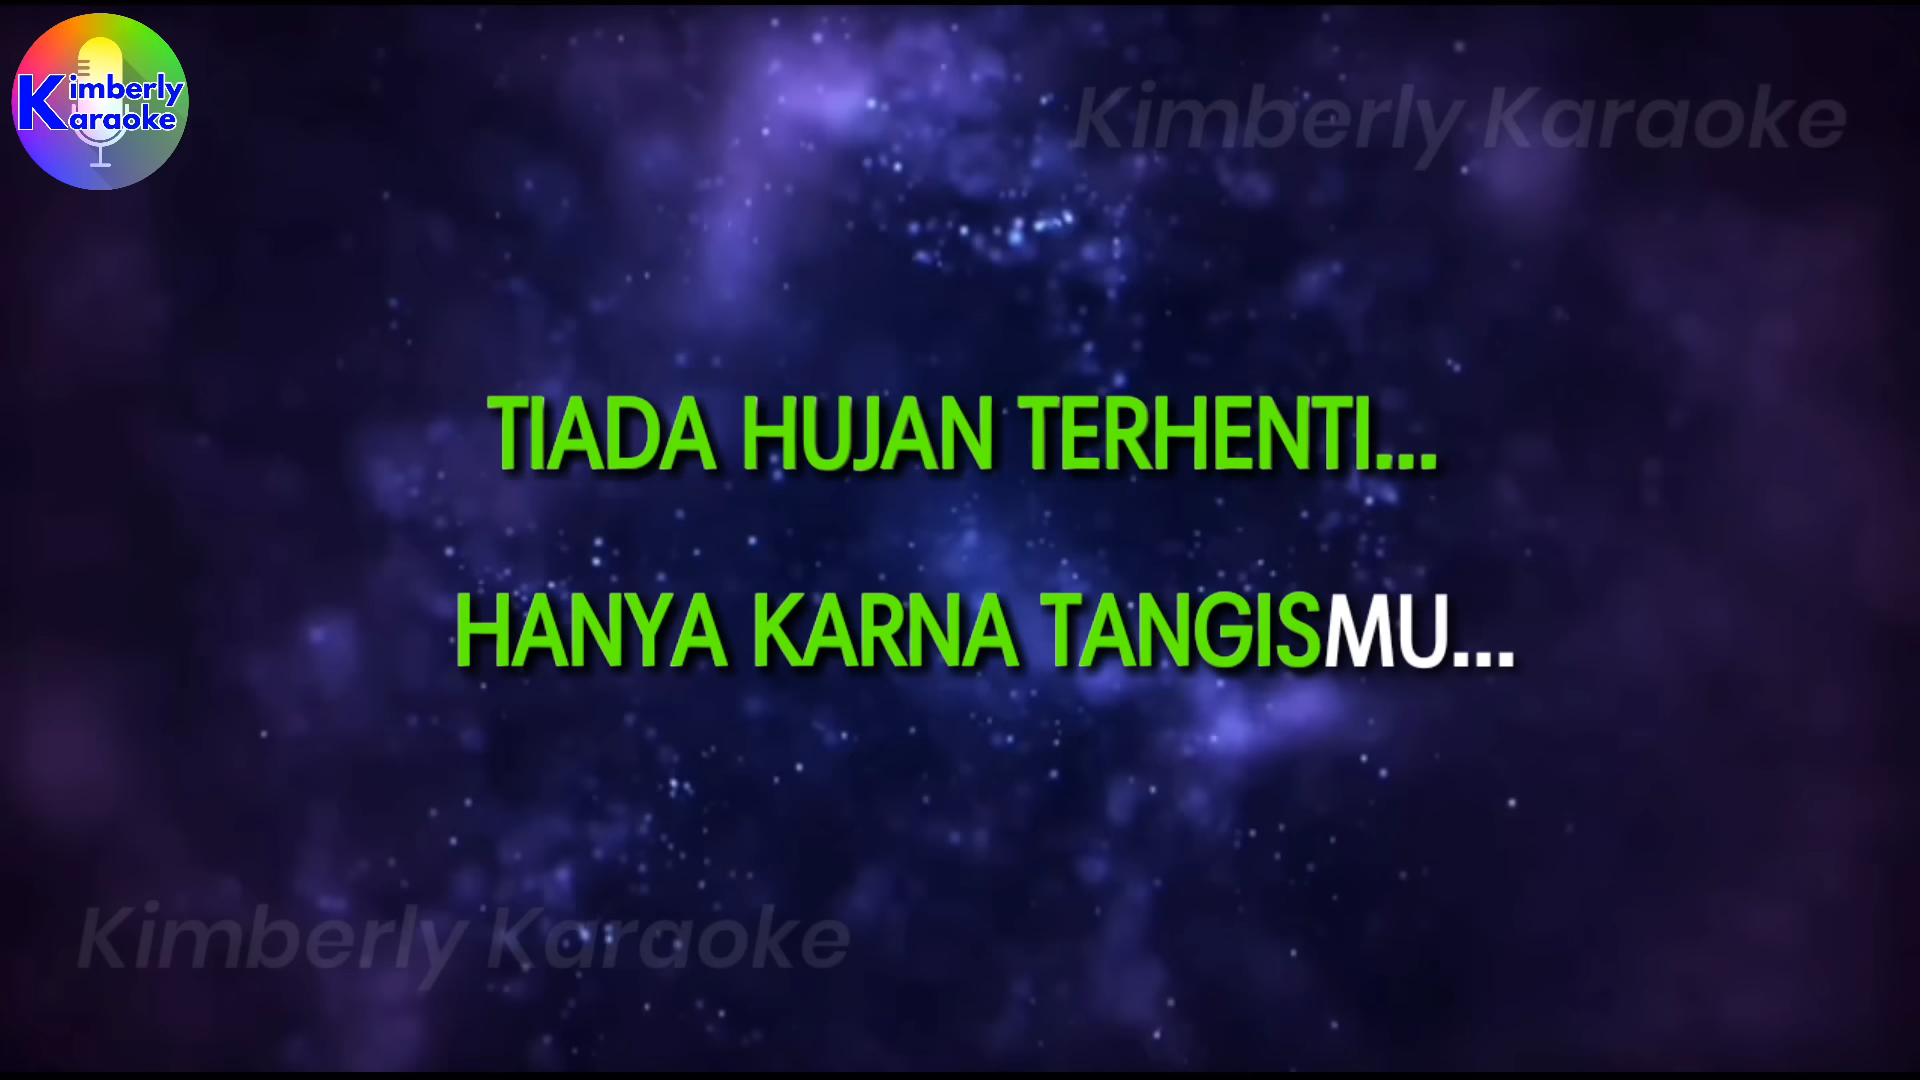 Kimberly
Karaoke
Kimberly Karaoke
TIADA HUJAN TERHENTI...
HANYA KARNA TANGISMU...
Kimberly Karaoke